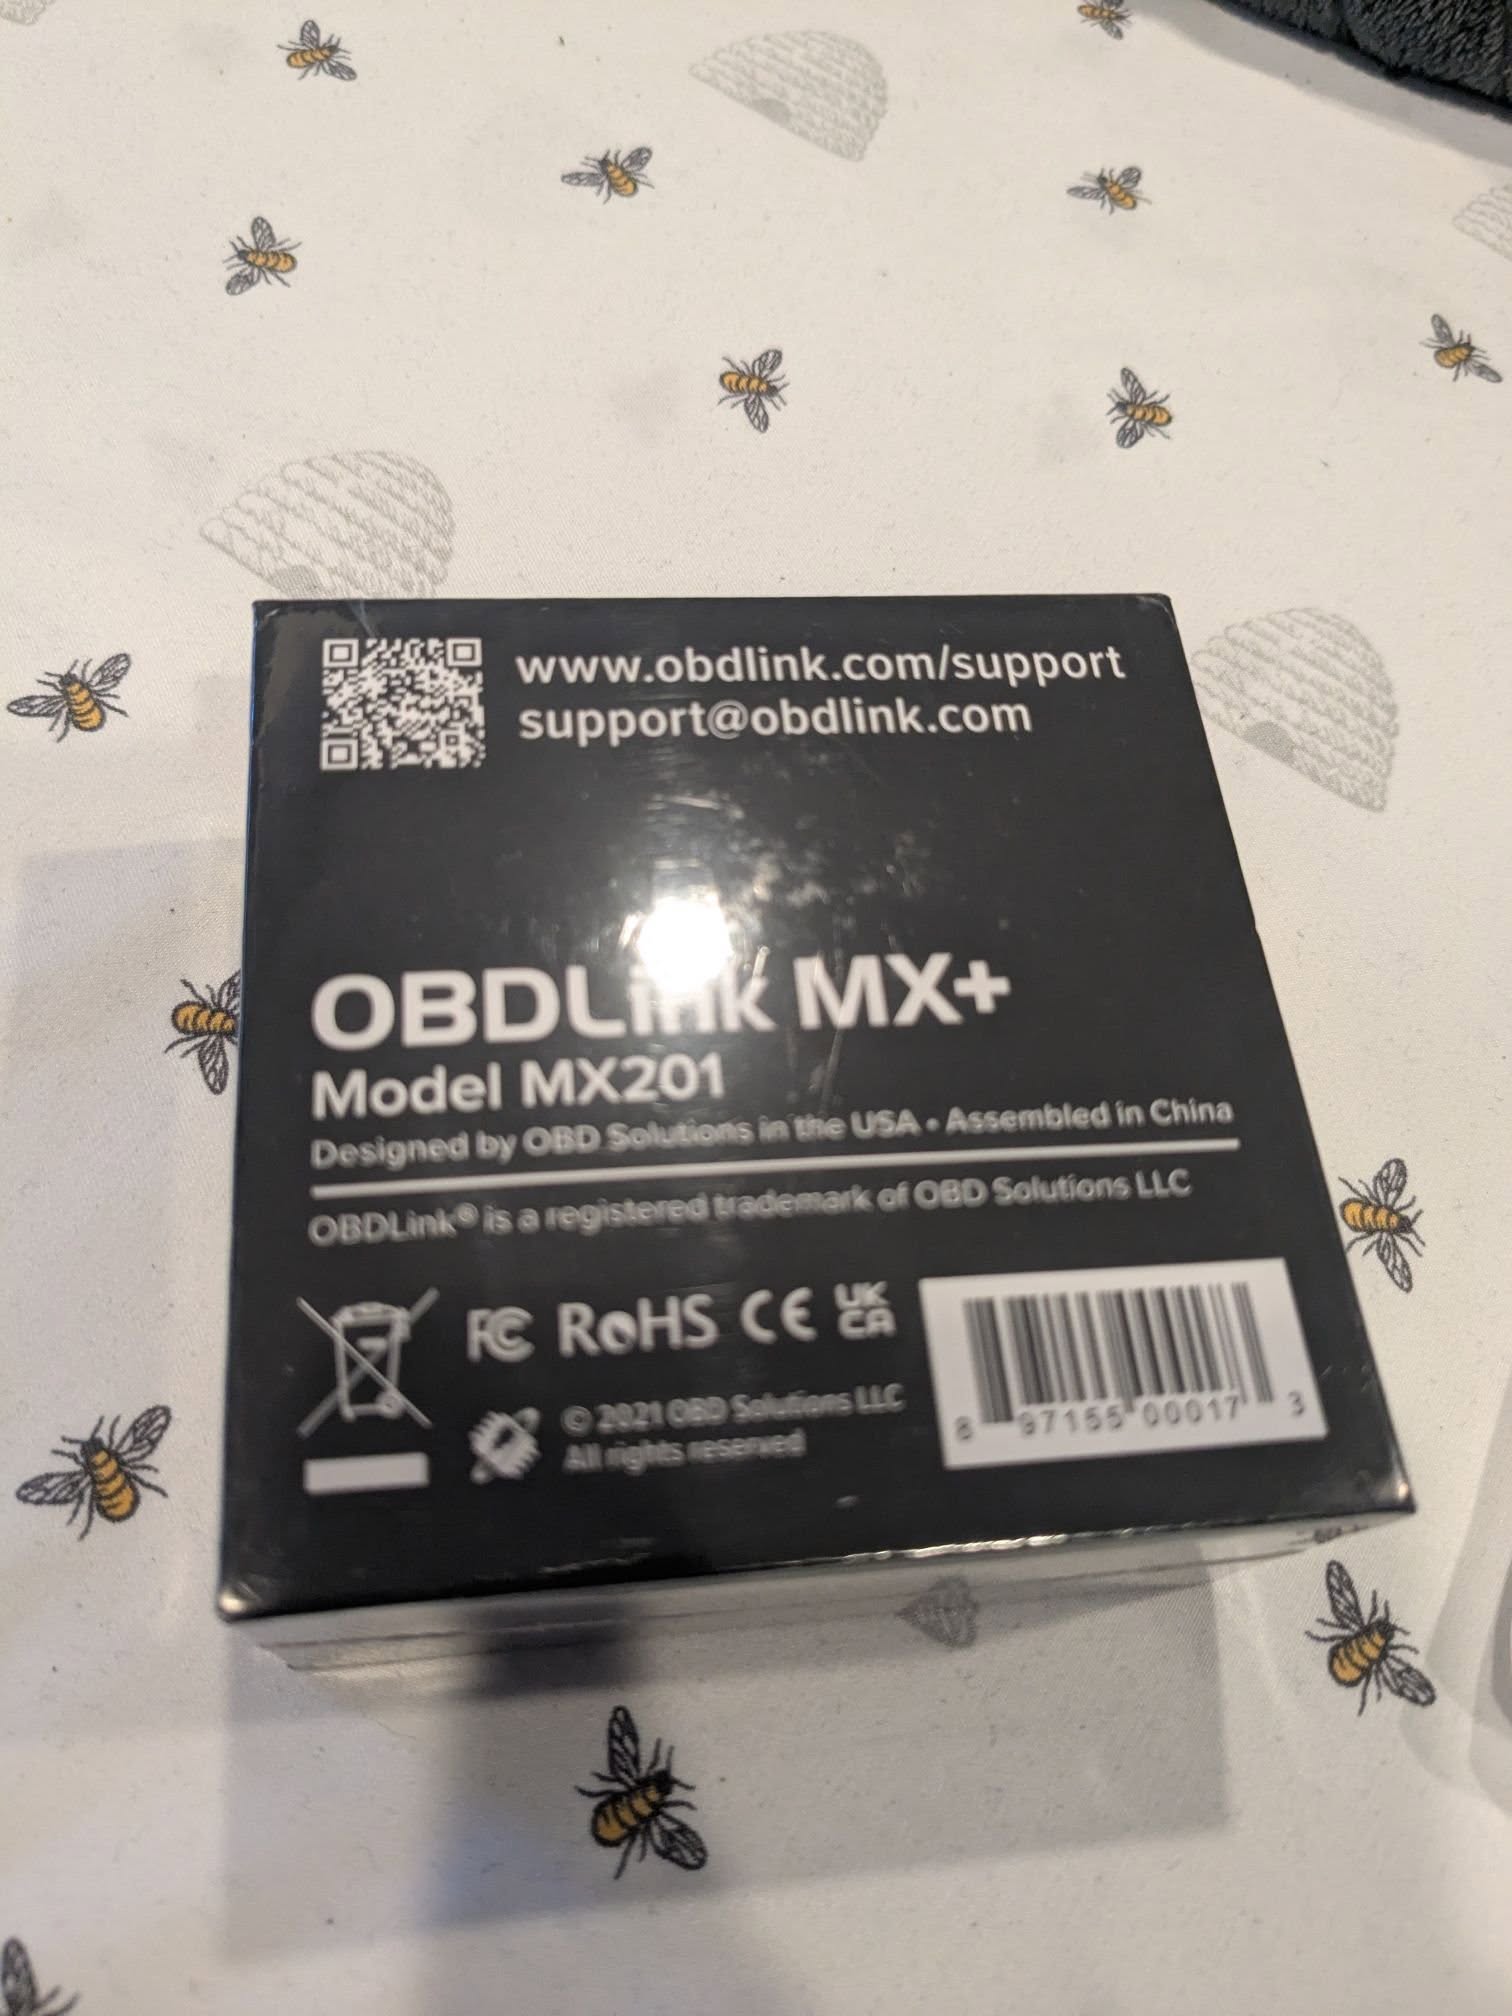 www.obdlink.com/support
support@obdlink.com
OBDLink MX+
Model MX201
Designed by OBD Solutions in the USA • Assembled in China
OBDLink® is a registered trademark of OBD Solutions LLC
FC RoHS CE UK CA
© 2021 OBD Solutions LLC
All rights reserved
8 97155 00017 3